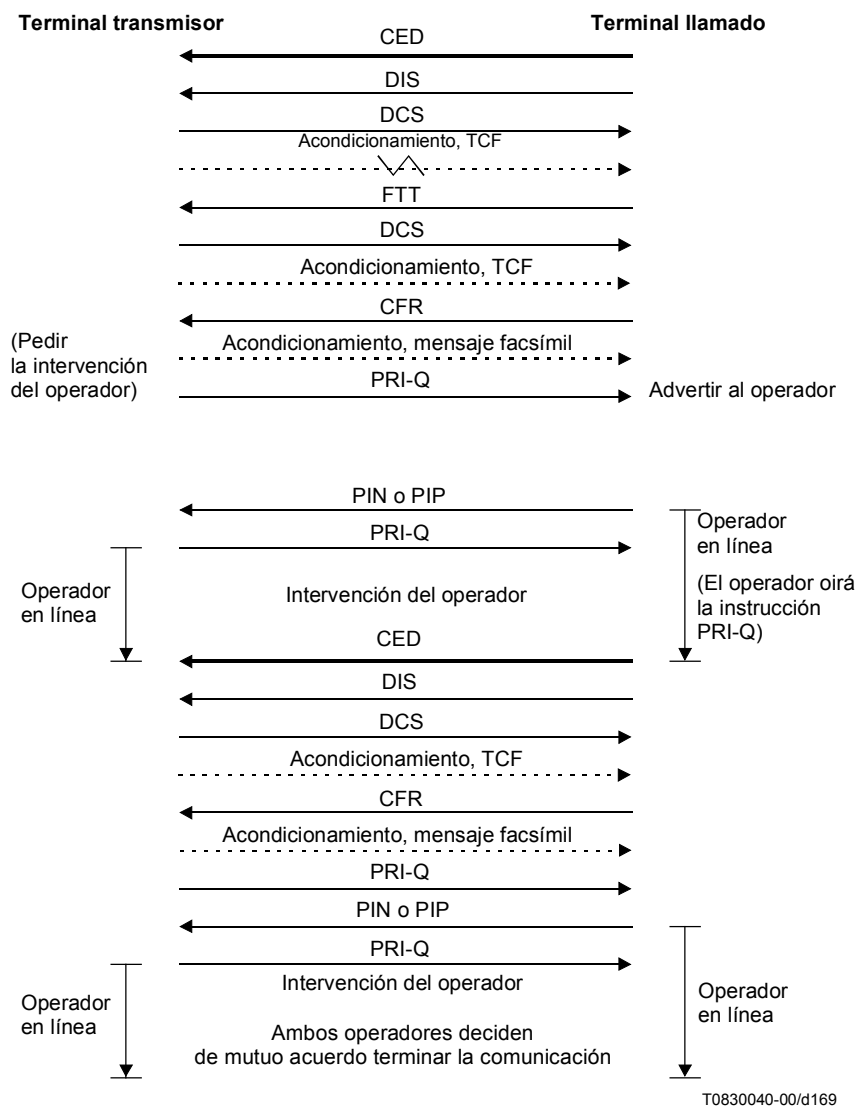 Terminal transmisor
Terminal llamado
CED
DIS
DCS
Acondicionamiento, TCF
FTT
DCS
Acondicionamiento, TCF
CFR
(Pedir
la intervención
del operador)
Acondicionamiento, mensaje facsímil
PRI-Q
Advertir al operador
PIN o PIP
PRI-Q
Operador
en línea
(El operador oirá
la instrucción
PRI-Q)
Operador
en línea
Intervención del operador
CED
DIS
DCS
Acondicionamiento, TCF
CFR
Acondicionamiento, mensaje facsímil
PRI-Q
PIN o PIP
PRI-Q
Intervención del operador
Operador
en línea
Operador
en línea
Ambos operadores deciden
de mutuo acuerdo terminar la comunicación
T0830040-00/d169